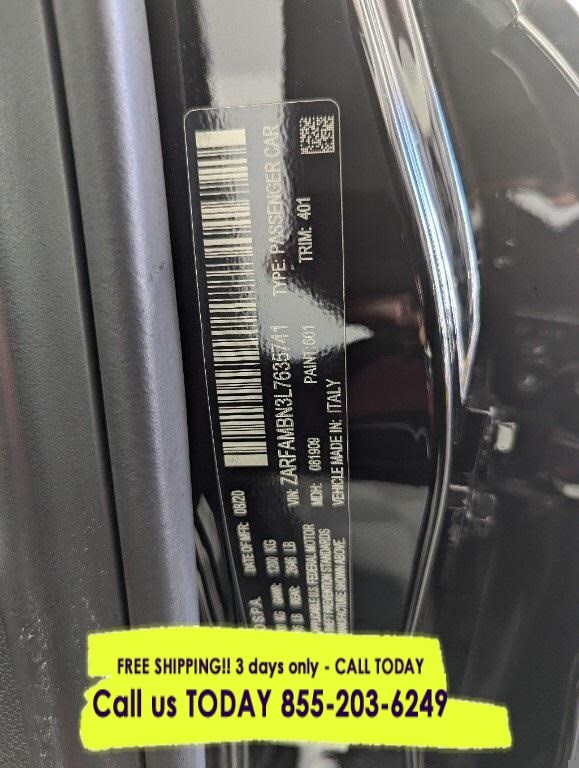 DATE OF MFR: 08/20
VIN: ZARFAMBN3L7635741 TYPE: PASSENGER CAR
MDH: 081909 PAINT: 601 TRIM: 401
VEHICLE MADE IN: ITALY
FREE SHIPPING!! 3 days only - CALL TODAY
Call us TODAY 855-203-6249